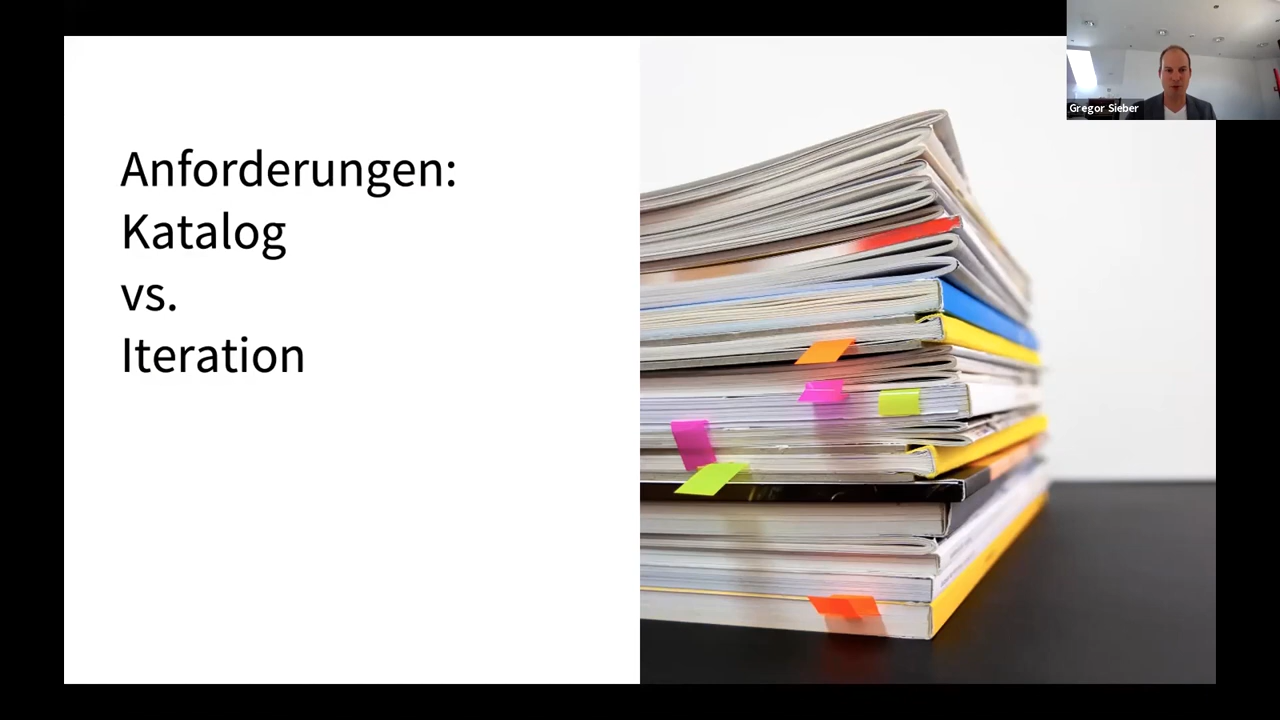 Anforderungen:
Katalog
vs.
Iteration
Gregor Sieber